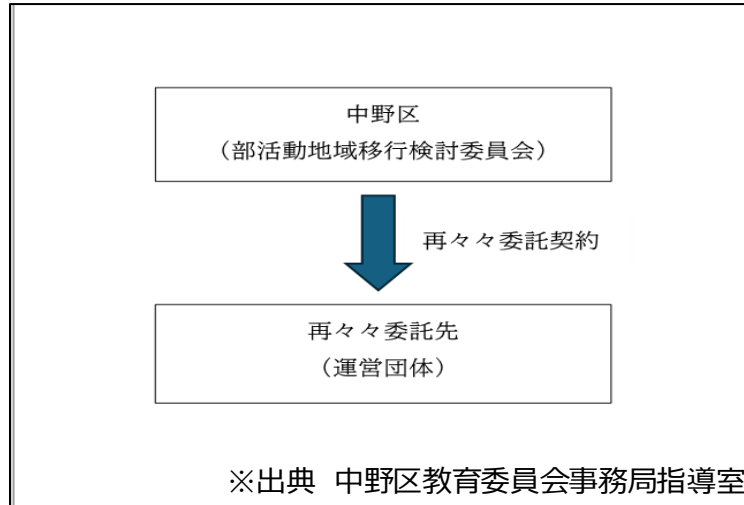 中野区
（部活動地域移行検討委員会）
再々々委託契約
再々々委託先
（運営団体）
※出典 中野区教育委員会事務局指導室